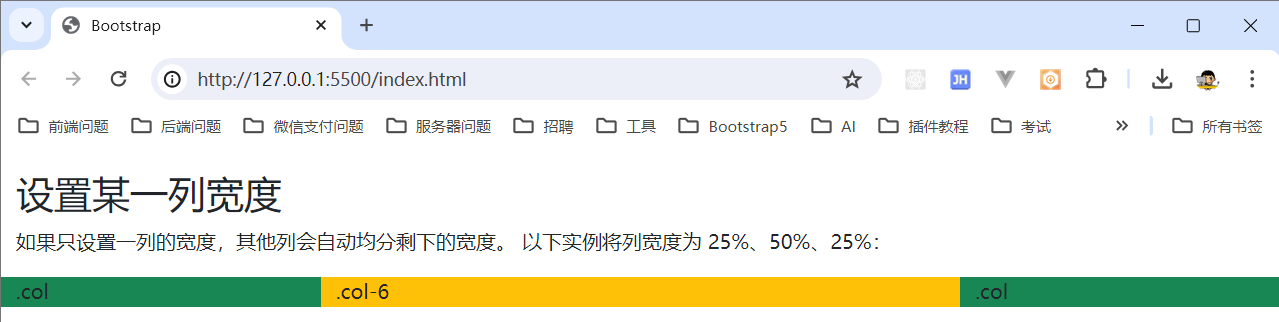 Bootstrap
http://127.0.0.1:5500/index.html
JH
前端问题 后端问题 微信支付问题 服务器问题 招聘 工具 Bootstrap5 AI 插件教程 考试 所有书签
设置某一列宽度
如果只设置一列的宽度，其他列会自动均分剩下的宽度。 以下实例将列宽度为 25%、50%、25%：
.col .col-6 .col